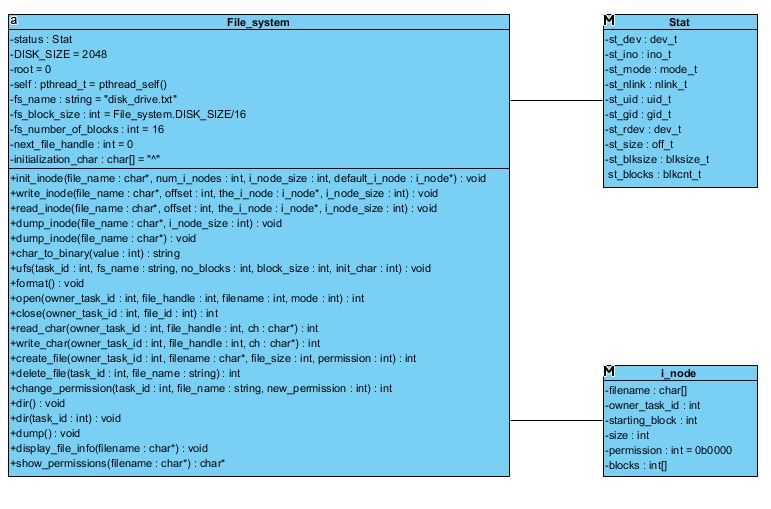 a
File_system
-status : Stat
-DISK_SIZE = 2048
-root = 0
-self : pthread_t = pthread_self()
-fs_name : string = "disk_drive.txt"
-fs_block_size : int = File_system.DISK_SIZE/16
-fs_number_of_blocks : int = 16
-next_file_handle : int = 0
-initialization_char : char[] = "^"
+init_inode(file_name : char*, num_i_nodes : int, i_node_size : int, default_i_node : i_node*) : void
+write_inode(file_name : char*, offset : int, the_i_node : i_node*, i_node_size : int) : void
+read_inode(file_name : char*, offset : int, the_i_node : i_node*, i_node_size : int) : void
+dump_inode(file_name : char*, i_node_size : int) : void
+dump_inode(file_name : char*) : void
+char_to_binary(value : int) : string
+ufs(task_id : int, fs_name : string, no_blocks : int, block_size : int, init_char : int) : void
+format() : void
+open(owner_task_id : int, file_handle : int, filename : int, mode : int) : int
+close(owner_task_id : int, file_id : int) : int
+read_char(owner_task_id : int, file_handle : int, ch : char*) : int
+write_char(owner_task_id : int, file_handle : int, ch : char*) : int
+create_file(owner_task_id : int, filename : char*, file_size : int, permission : int) : int
+delete_file(task_id : int, file_name : string) : int
+change_permission(task_id : int, file_name : string, new_permission : int) : int
+dir() : void
+dir(task_id : int) : void
+dump() : void
+display_file_info(filename : char*) : void
+show_permissions(filename : char*) : char*
M
Stat
-st_dev : dev_t
-st_ino : ino_t
-st_mode : mode_t
-st_nlink : nlink_t
-st_uid : uid_t
-st_gid : gid_t
-st_rdev : dev_t
-st_size : off_t
-st_blksize : blksize_t
st_blocks : blkcnt_t
M
i_node
-filename : char[]
-owner_task_id : int
-starting_block : int
-size : int
-permission : int = 0b0000
-blocks : int[]